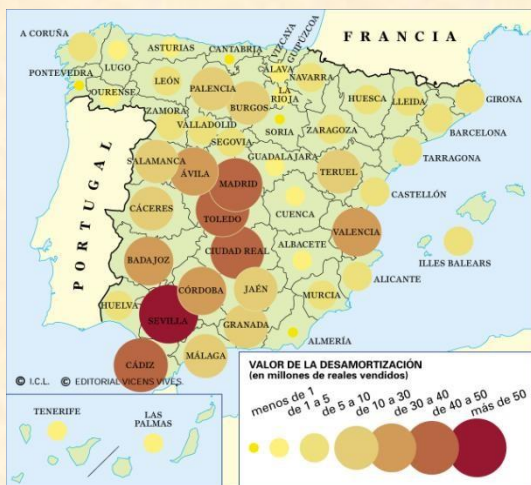 FRANCIA
A CORUÑA
LUGO
ASTURIAS
CANTABRIA
VIZCAYA
GUIPÚZCOA
PONTEVEDRA
OURENSE
LEÓN
PALENCIA
BURGOS
ÁLAVA
LA
RIOJA
NAVARRA
HUESCA
LLEIDA
GIRONA
ZAMORA
VALLADOLID
SORIA
ZARAGOZA
BARCELONA
SEGOVIA
TARRAGONA
SALAMANCA
ÁVILA
MADRID
GUADALAJARA
TERUEL
CASTELLÓN
PORTUGAL
CÁCERES
TOLEDO
CUENCA
VALENCIA
BADAJOZ
CIUDAD REAL
ALBACETE
ILLES BALEARS
ALICANTE
HUELVA
SEVILLA
CÓRDOBA
JAÉN
MURCIA
GRANADA
ALMERÍA
CÁDIZ
MÁLAGA
© I.C.L. © EDITORIAL VICENS VIVES.
TENERIFE
LAS
PALMAS
VALOR DE LA DESAMORTIZACIÓN
(en millones de reales vendidos)
menos de 1
de 1 a 5
de 5 a 10
de 10 a 30
de 30 a 40
de 40 a 50
más de 50